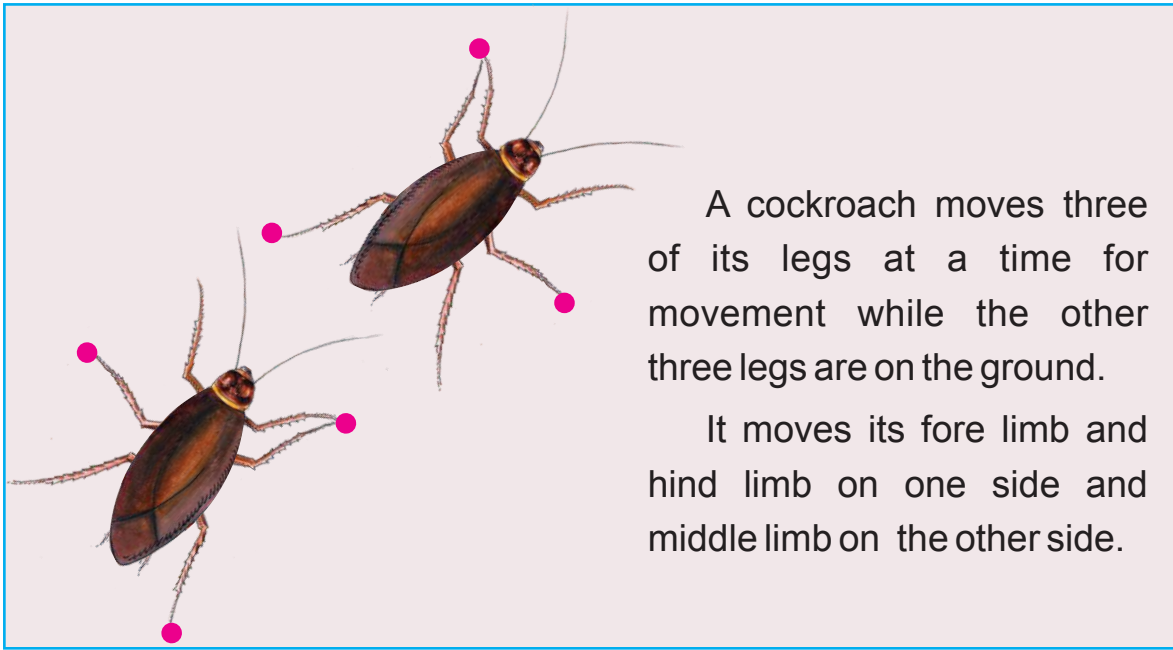 A cockroach moves three
of its legs at a time for
movement while the other
three legs are on the ground.
It moves its fore limb and
hind limb on one side and
middle limb on the other side.